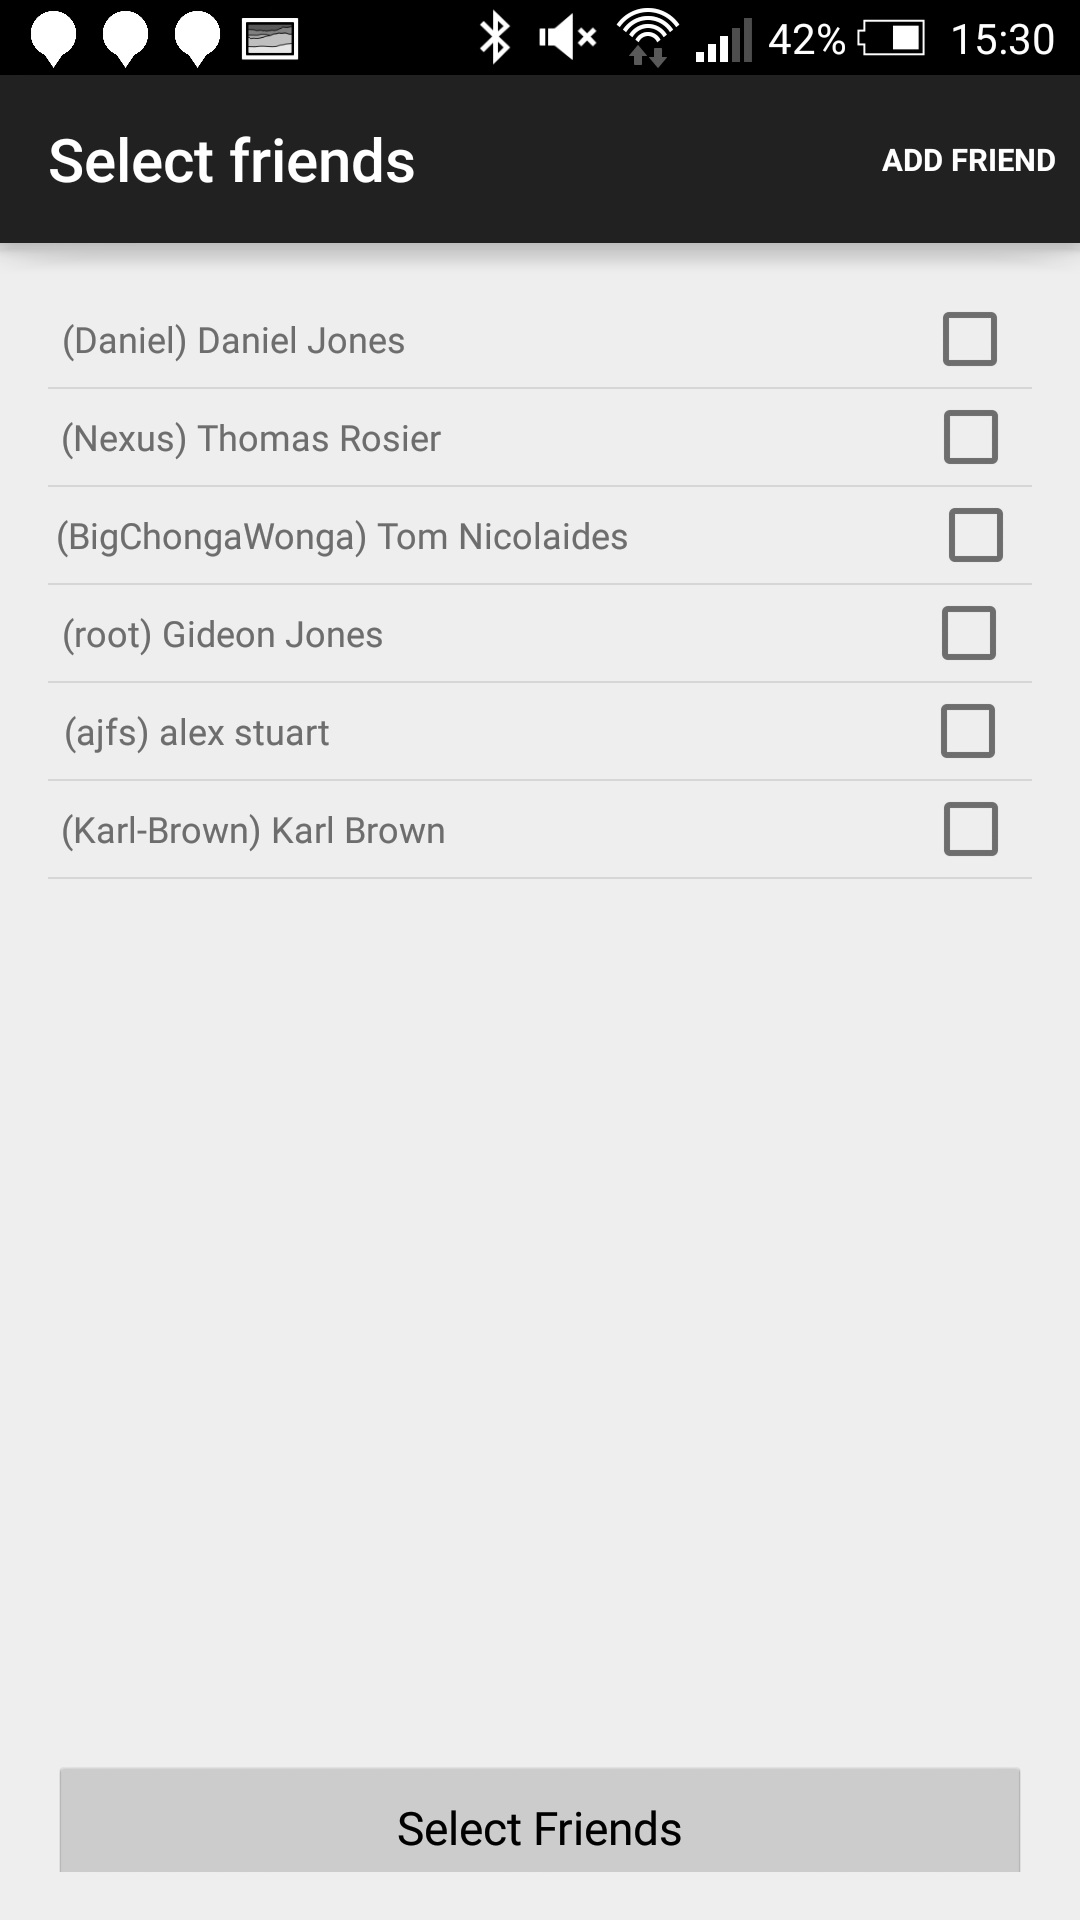 42% 15:30
Select friends ADD FRIEND
(Daniel) Daniel Jones
(Nexus) Thomas Rosier
(BigChongaWonga) Tom Nicolaides
(root) Gideon Jones
(ajfs) alex stuart
(Karl-Brown) Karl Brown
Select Friends